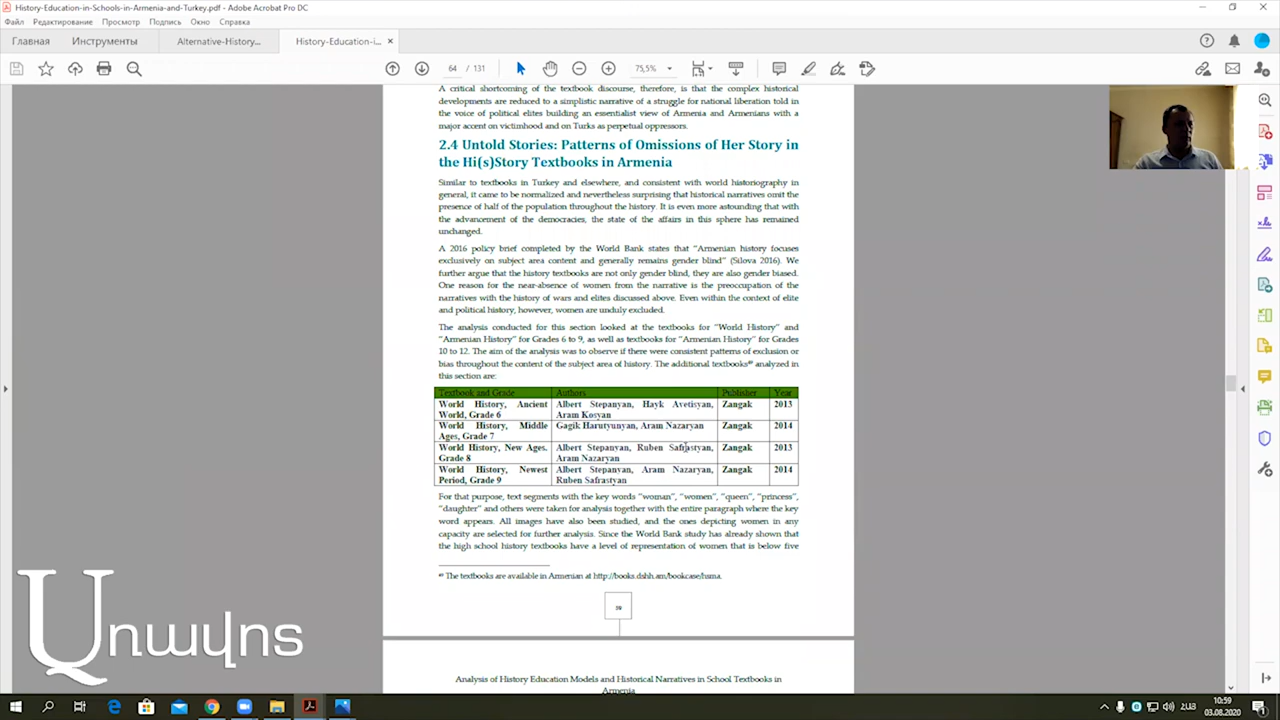 History-Education-in-Schools-in-Armenia-and-Turkey.pdf - Adobe Acrobat Pro DC
Файл Редактирование Просмотр Подпись Окно Справка
Главная Инструменты Alternative-History... History-Education-i...
64 / 131 75,5%
A critical shortcoming of the textbook discourse, therefore, is that the complex historical
developments are reduced to a simplistic narrative of a struggle for national liberation told in
the voice of political elites building an essentialist view of Armenia and Armenians with a
major accent on victimhood and on Turks as perpetual oppressors.
2.4 Untold Stories: Patterns of Omissions of Her Story in
the Hi(s)Story Textbooks in Armenia
Similar to textbooks in Turkey and elsewhere, and consistent with world historiography in
general, it came to be normalized and nevertheless surprising that historical narratives omit the
presence of half of the population throughout the history. It is even more astounding that with
the advancement of the democracies, the state of the affairs in this sphere has remained
unchanged.
A 2016 policy brief completed by the World Bank states that "Armenian history focuses
exclusively on subject area content and generally remains gender blind" (Silova 2016). We
further argue that the history textbooks are not only gender blind, they are also gender biased.
One reason for the near-absence of women from the narrative is the preoccupation of the
narratives with the history of wars and elites discussed above. Even within the context of elite
and political history, however, women are unduly excluded.
The analysis conducted for this section looked at the textbooks for "World History" and
"Armenian History" for Grades 6 to 9, as well as textbooks for "Armenian History" for Grades
10 to 12. The aim of the analysis was to observe if there were consistent patterns of exclusion or
bias throughout the content of the subject area of history. The additional textbooks⁴⁹ analyzed in
this section are:
Textbook and Grade Authors Publisher Year
World History, Ancient Albert Stepanyan, Hayk Avetisyan, Zangak 2013
World, Grade 6 Aram Kosyan
World History, Middle Gagik Harutyunyan, Aram Nazaryan Zangak 2014
Ages, Grade 7
World History, New Ages, Albert Stepanyan, Ruben Safrastyan, Zangak 2013
Grade 8 Aram Nazaryan
World History, Newest Albert Stepanyan, Aram Nazaryan, Zangak 2014
Period, Grade 9 Ruben Safrastyan
For that purpose, text segments with the key words "woman", "women", "queen", "princess",
"daughter" and others were taken for analysis together with the entire paragraph where the key
word appears. All images have also been studied, and the ones depicting women in any
capacity are selected for further analysis. Since the World Bank study has already shown that
the high school history textbooks have a level of representation of women that is below five
⁴⁹ The textbooks are available in Armenian at http://books.dshh.am/bookcase/hsma.
59
Analysis of History Education Models and Historical Narratives in School Textbooks in
Armenia
Առավոտ
ՀԱՅ 10:59
03.08.2020